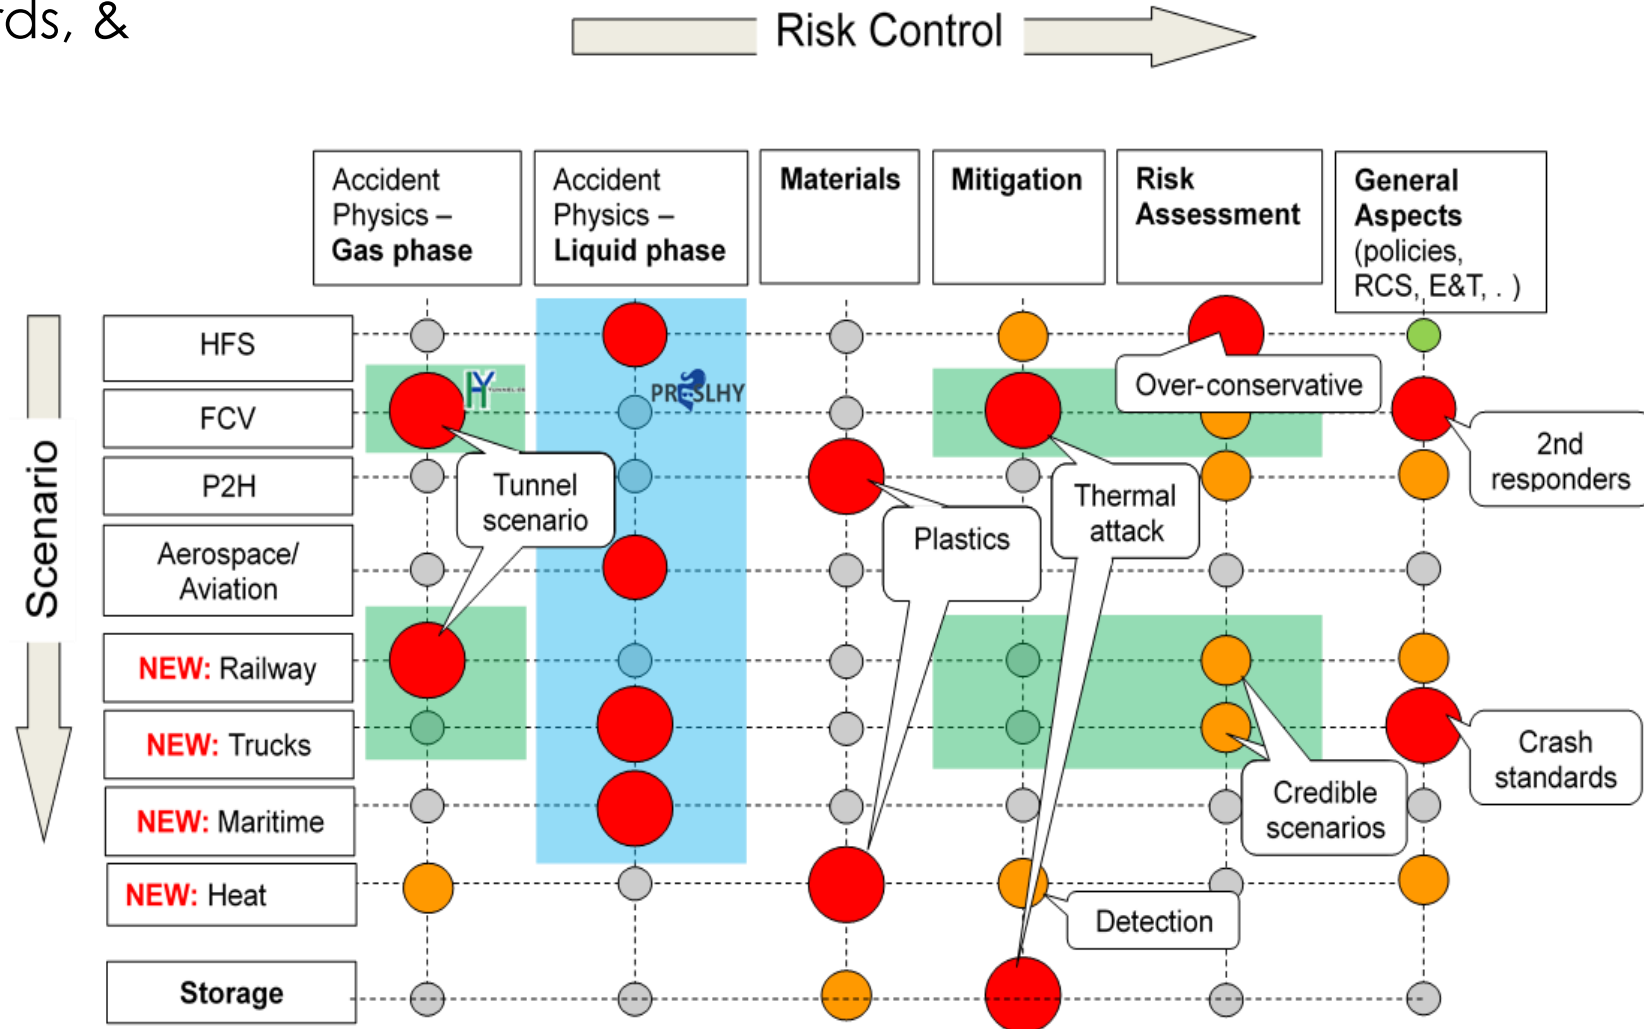 rds, &
Risk Control
Accident
Physics –
Gas phase
Accident
Physics –
Liquid phase
Materials
Mitigation
Risk
Assessment
General
Aspects
(policies,
RCS, E&T, . )
Scenario
HFS
FCV
P2H
Aerospace/
Aviation
NEW: Railway
NEW: Trucks
NEW: Maritime
NEW: Heat
Storage
HY
PRESLHY
Over-conservative
2nd
responders
Tunnel
scenario
Thermal
attack
Plastics
Crash
standards
Credible
scenarios
Detection